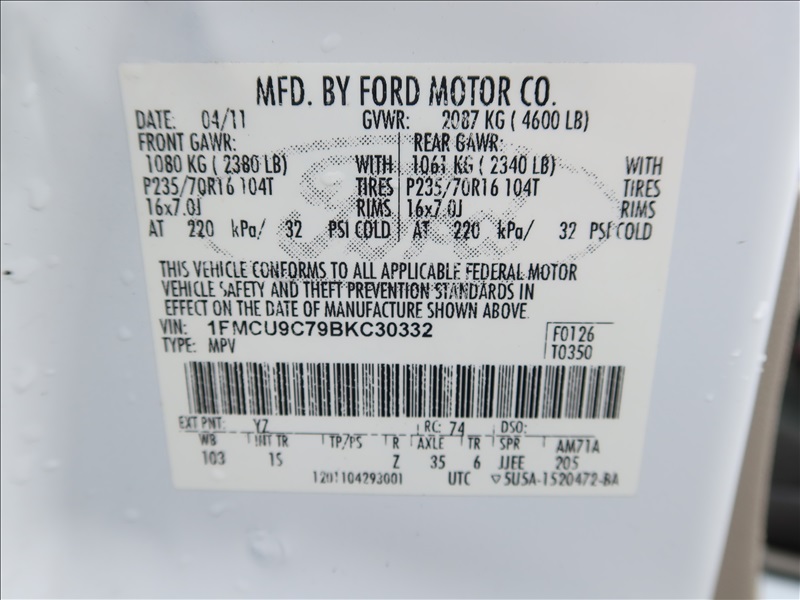 MFD. BY FORD MOTOR CO.
DATE: 04/11 GVWR: 2087 KG ( 4600 LB)
FRONT GAWR: REAR GAWR:
1080 KG ( 2380 LB) WITH 1061 KG ( 2340 LB) WITH
P235/70R16 104T TIRES P235/70R16 104T TIRES
16x7.0J RIMS 16x7.0J RIMS
AT 220 kPa/ 32 PSI COLD AT 220 kPa/ 32 PSI COLD
THIS VEHICLE CONFORMS TO ALL APPLICABLE FEDERAL MOTOR
VEHICLE SAFETY AND THEFT PREVENTION STANDARDS IN
EFFECT ON THE DATE OF MANUFACTURE SHOWN ABOVE.
VIN: 1FMCU9C79BKC30332 F0126
TYPE: MPV T0350
EXT PNT: YZ RC: 74 DSO:
WB INT TR TP/PS R AXLE TR SPR AM71A
103 15 Z 35 6 JJEE 205
1201104293001 UTC ▽5U5A-1520472-BA